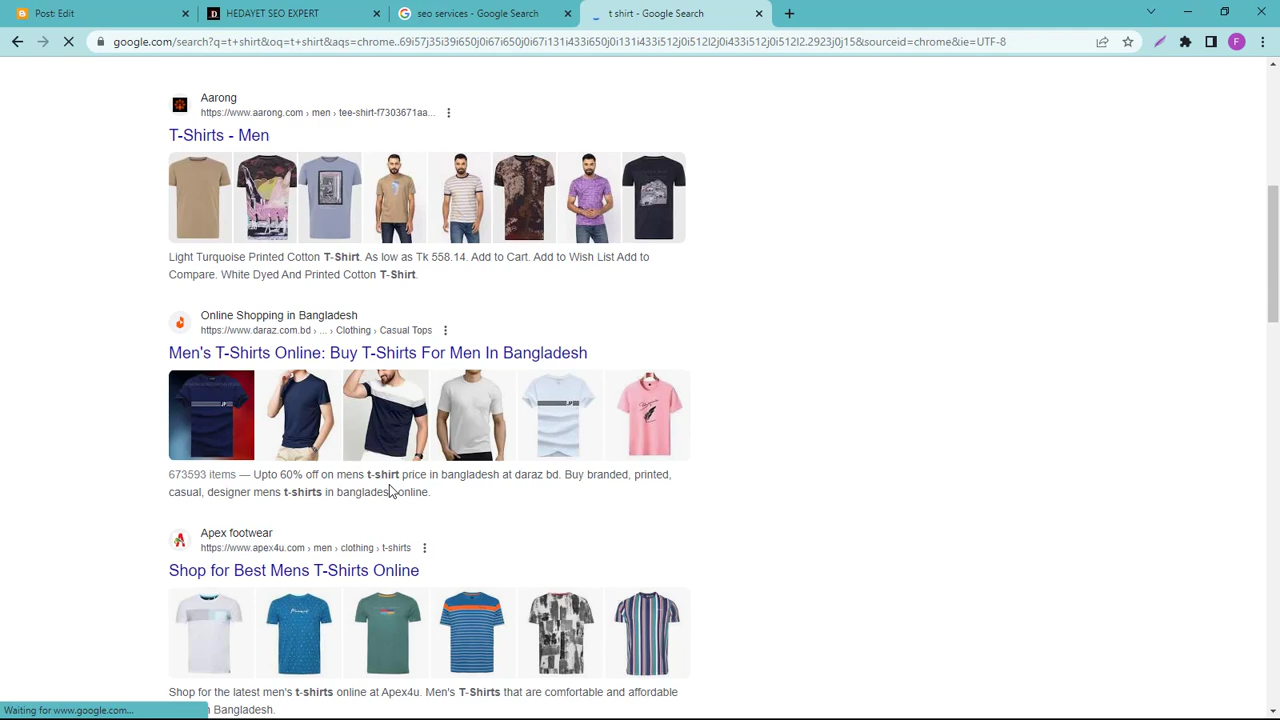 Post: Edit
HEDAYET SEO EXPERT
seo services - Google Search
t shirt - Google Search
google.com/search?q=t+shirt&oq=t+shirt&aqs=chrome..69i57j35i39i650j0i67i650j0i67i131i433i650j0i131i433i512j0i512l2j0i433i512j0i512l2.2923j0j15&sourceid=chrome&ie=UTF-8
F
Aarong
https://www.aarong.com › men › tee-shirt-f7303671aa...
T-Shirts - Men
Light Turquoise Printed Cotton T-Shirt. As low as Tk 558.14. Add to Cart. Add to Wish List Add to
Compare. White Dyed And Printed Cotton T-Shirt.
Online Shopping in Bangladesh
https://www.daraz.com.bd › ... › Clothing › Casual Tops
Men's T-Shirts Online: Buy T-Shirts For Men In Bangladesh
673593 items — Upto 60% off on mens t-shirt price in bangladesh at daraz bd. Buy branded, printed,
casual, designer mens t-shirts in bangladesh online.
Apex footwear
https://www.apex4u.com › men › clothing › t-shirts
Shop for Best Mens T-Shirts Online
Shop for the latest men's t-shirts online at Apex4u. Men's T-Shirts that are comfortable and affordable
n Bangladesh.
Waiting for www.google.com...